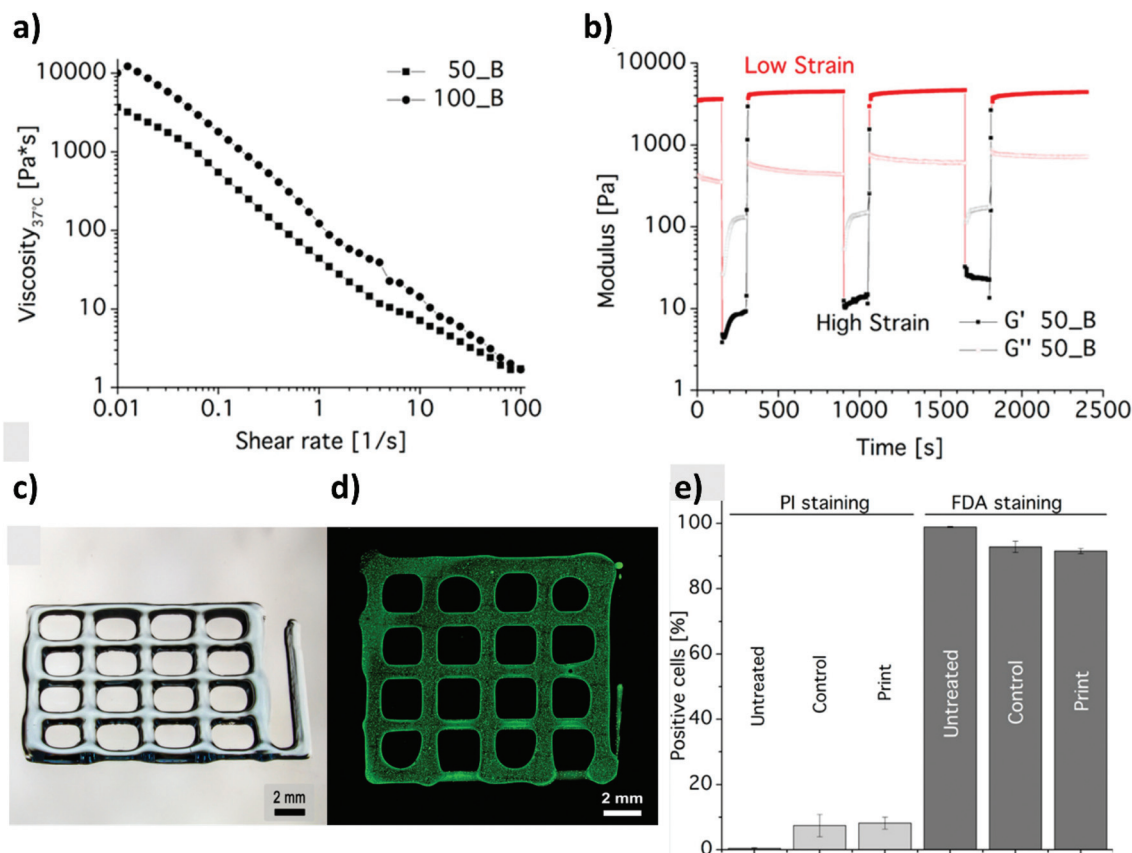 a)
10000
1000
100
10
1
0.01
0.1
1
10
100
Viscosity37°C [Pa*s]
Shear rate [1/s]
50_B
100_B
b)
10000
1000
100
10
1
0
500
1000
1500
2000
2500
Modulus [Pa]
Time [s]
Low Strain
High Strain
G' 50_B
G'' 50_B
c)
2 mm
d)
2 mm
e)
PI staining
FDA staining
100
80
60
40
20
0
Positive cells [%]
Untreated
Control
Print
Untreated
Control
Print